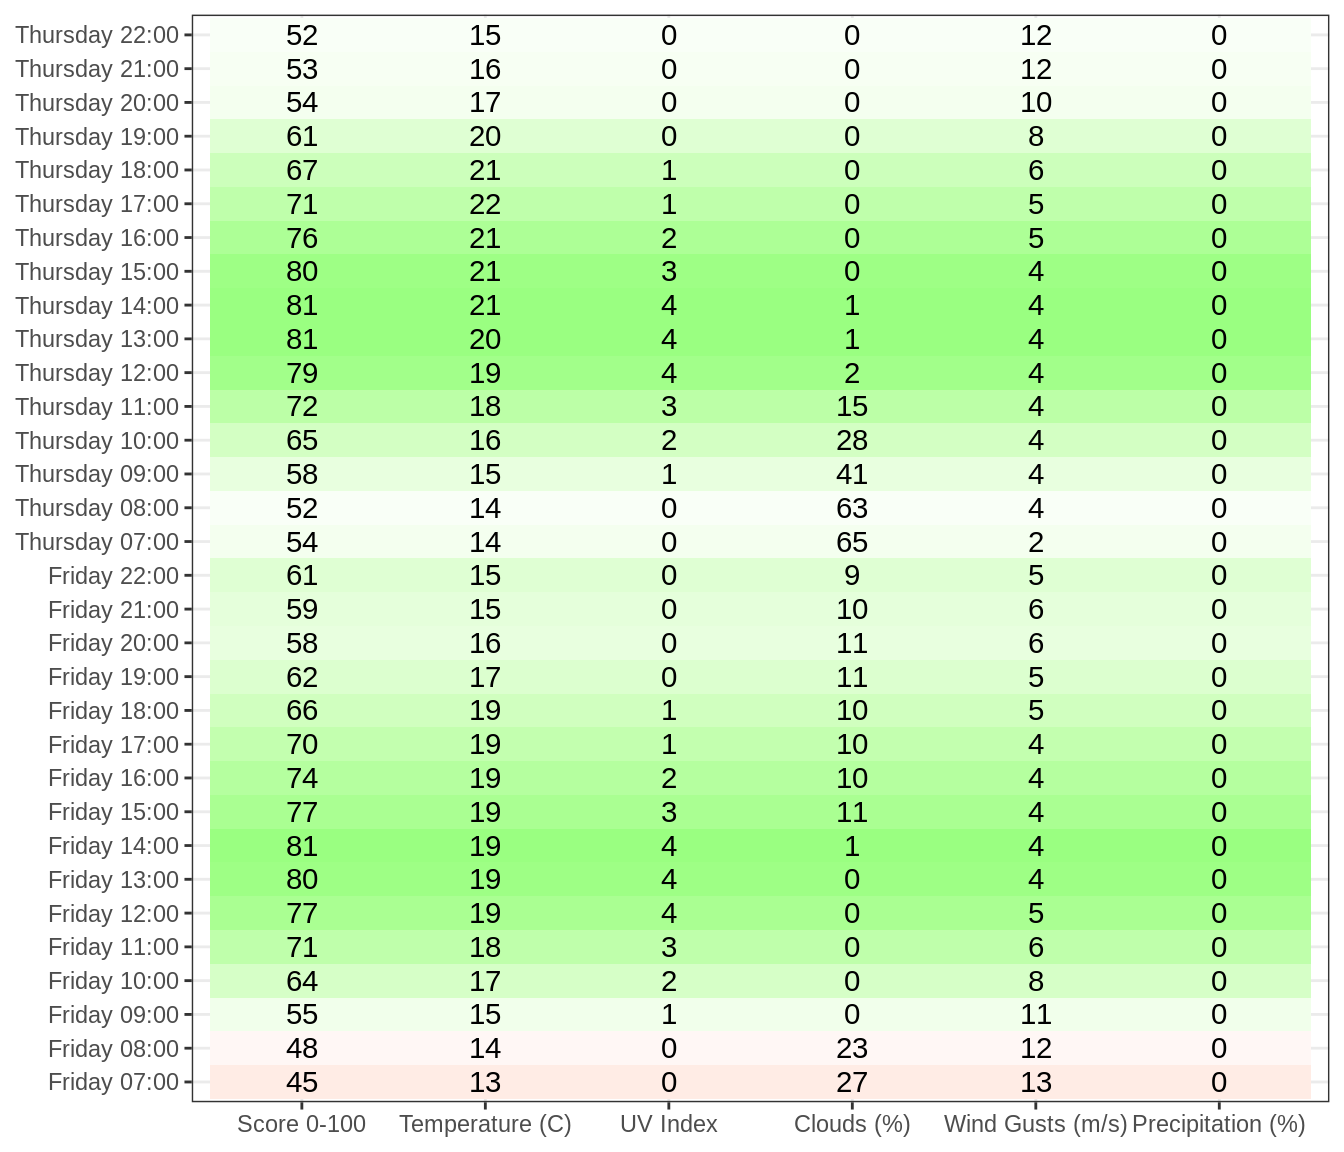 Thursday 22:00 52 15 0 0 12 0
Thursday 21:00 53 16 0 0 12 0
Thursday 20:00 54 17 0 0 10 0
Thursday 19:00 61 20 0 0 8 0
Thursday 18:00 67 21 1 0 6 0
Thursday 17:00 71 22 1 0 5 0
Thursday 16:00 76 21 2 0 5 0
Thursday 15:00 80 21 3 0 4 0
Thursday 14:00 81 21 4 1 4 0
Thursday 13:00 81 20 4 1 4 0
Thursday 12:00 79 19 4 2 4 0
Thursday 11:00 72 18 3 15 4 0
Thursday 10:00 65 16 2 28 4 0
Thursday 09:00 58 15 1 41 4 0
Thursday 08:00 52 14 0 63 4 0
Thursday 07:00 54 14 0 65 2 0
Friday 22:00 61 15 0 9 5 0
Friday 21:00 59 15 0 10 6 0
Friday 20:00 58 16 0 11 6 0
Friday 19:00 62 17 0 11 5 0
Friday 18:00 66 19 1 10 5 0
Friday 17:00 70 19 1 10 4 0
Friday 16:00 74 19 2 10 4 0
Friday 15:00 77 19 3 11 4 0
Friday 14:00 81 19 4 1 4 0
Friday 13:00 80 19 4 0 4 0
Friday 12:00 77 19 4 0 5 0
Friday 11:00 71 18 3 0 6 0
Friday 10:00 64 17 2 0 8 0
Friday 09:00 55 15 1 0 11 0
Friday 08:00 48 14 0 23 12 0
Friday 07:00 45 13 0 27 13 0
Score 0-100 Temperature (C) UV Index Clouds (%) Wind Gusts (m/s) Precipitation (%)